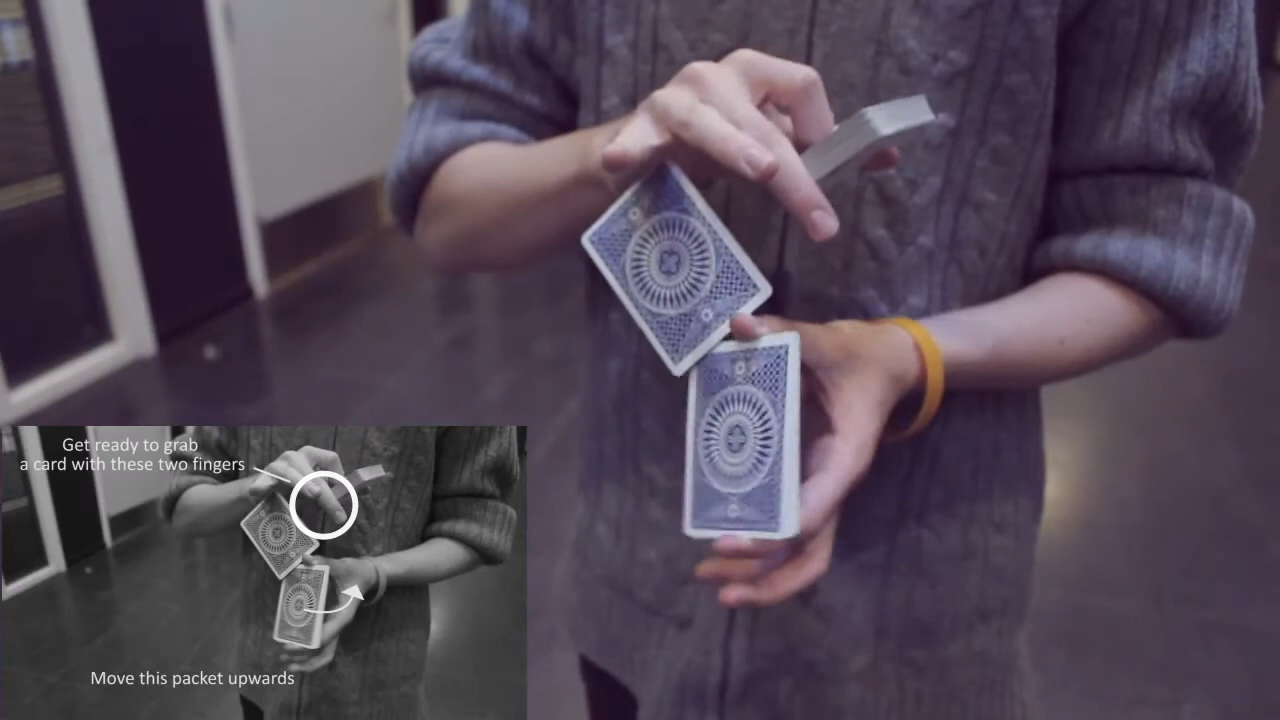 Get ready to grab
a card with these two fingers
Move this packet upwards